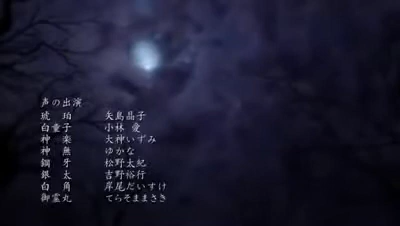 声の出演
琥珀 矢島晶子
白童子 小林愛
神楽 大神いずみ
神無 ゆかな
鋼牙 松野太紀
銀太 吉野裕行
白角 岸尾だいすけ
御霊丸 てらそままさき